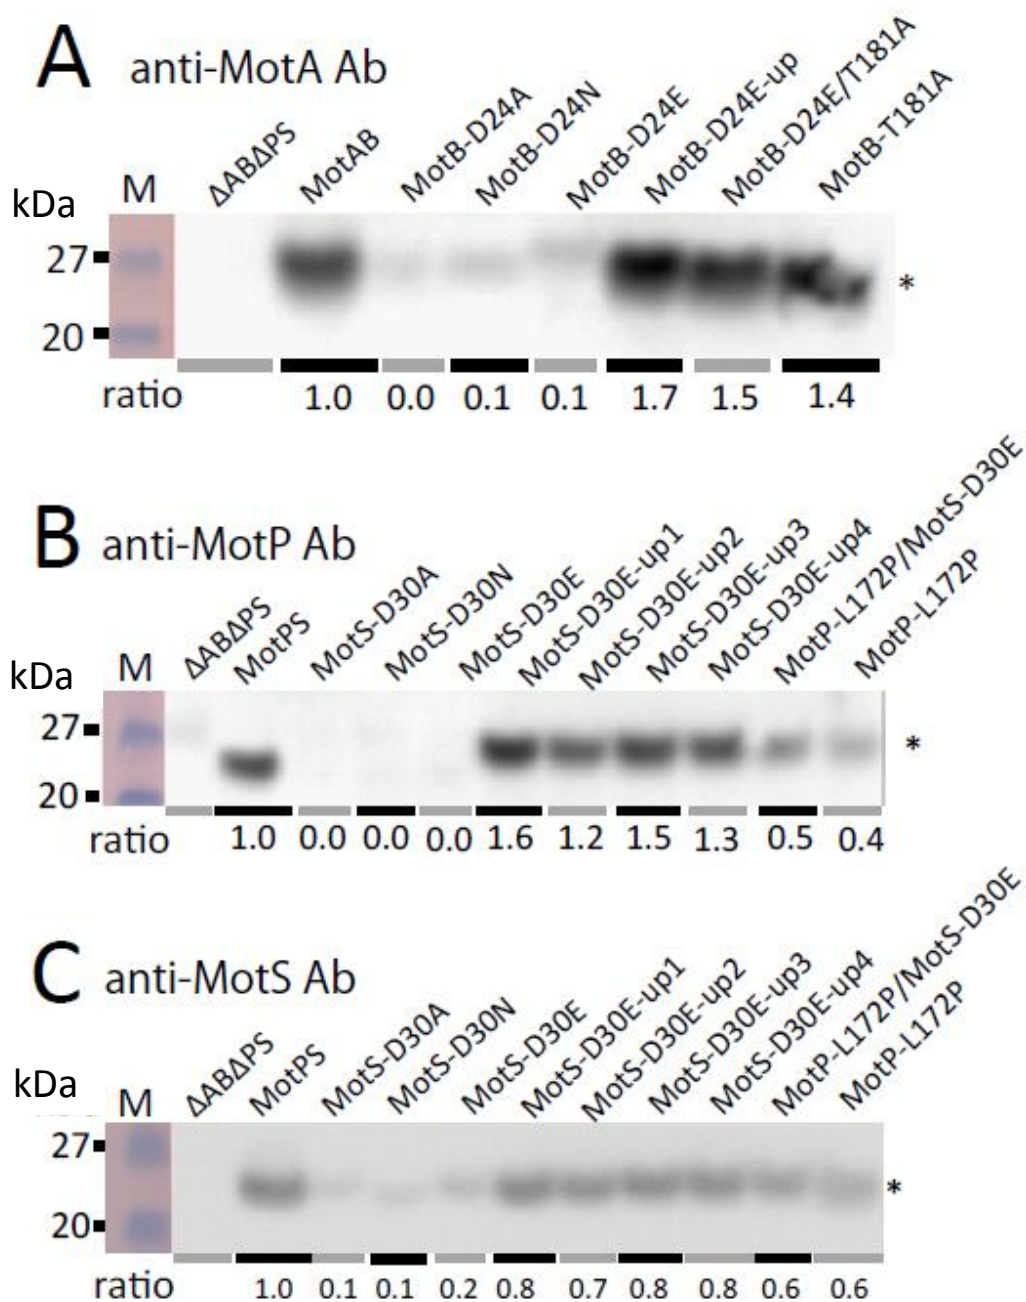 A anti-MotA Ab
ΔABΔPS MotAB MotB-D24A MotB-D24N MotB-D24E MotB-D24E-up MotB-D24E/T181A MotB-T181A
kDa M
27
*
20
ratio 1.0 0.0 0.1 0.1 1.7 1.5 1.4
B anti-MotP Ab
ΔABΔPS MotPS MotS-D30A MotS-D30N MotS-D30E MotS-D30E-up1 MotS-D30E-up2 MotS-D30E-up3 MotS-D30E-up4 MotP-L172P/MotS-D30E MotP-L172P
kDa M
27
*
20
ratio 1.0 0.0 0.0 0.0 1.6 1.2 1.5 1.3 0.5 0.4
C anti-MotS Ab
ΔABΔPS MotPS MotS-D30A MotS-D30N MotS-D30E MotS-D30E-up1 MotS-D30E-up2 MotS-D30E-up3 MotS-D30E-up4 MotP-L172P/MotS-D30E MotP-L172P
kDa M
27
*
20
ratio 1.0 0.1 0.1 0.2 0.8 0.7 0.8 0.8 0.6 0.6